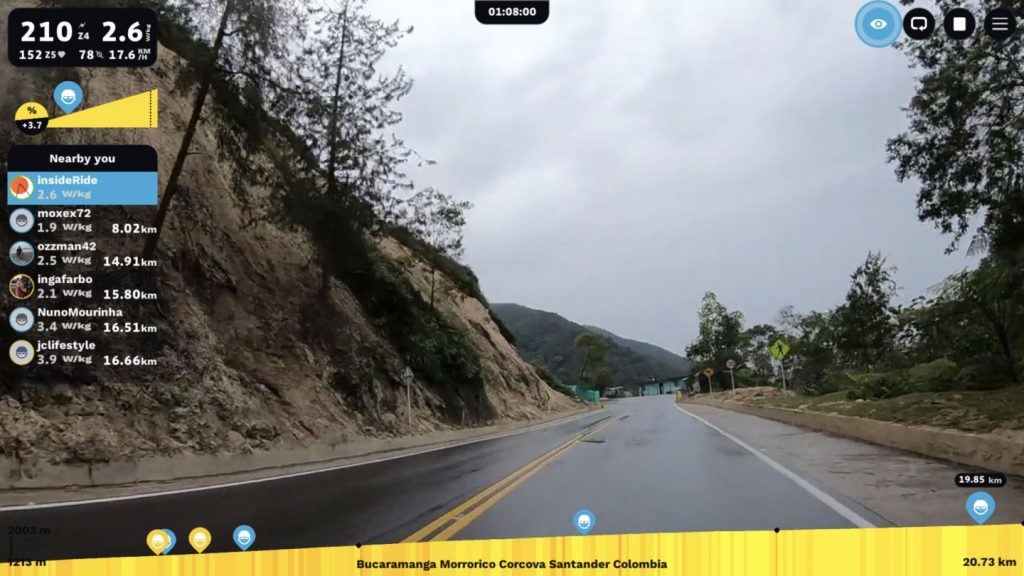 210 Z4 2.6 W/KG
152 Z5 78 17.6 KM/H
01:08:00
%
+3.7
Nearby you
insideRide
2.6 W/kg
moxex72
1.9 W/kg 8.02km
ozzman42
2.5 W/kg 14.91km
ingafarbo
2.1 W/kg 15.80km
NunoMourinha
3.4 W/kg 16.51km
jclifestyle
3.9 W/kg 16.66km
19.85 km
2003 m
1213 m
Bucaramanga Morrorico Corcova Santander Colombia
20.73 km